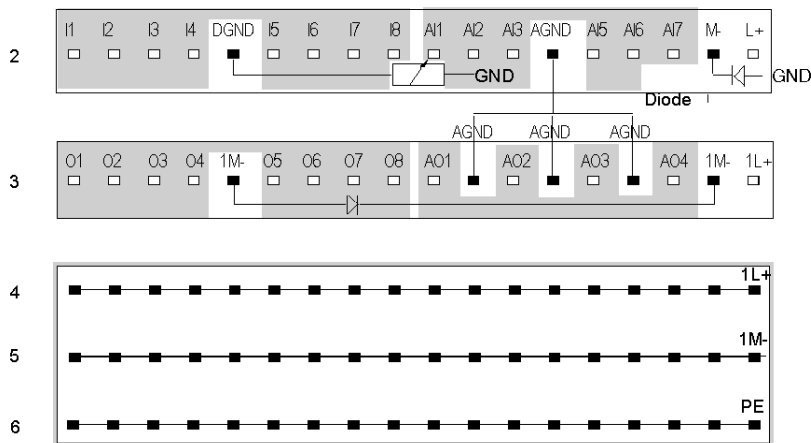 I1 I2 I3 I4 DGND I5 I6 I7 I8 AI1 AI2 AI3 AGND AI5 AI6 AI7 M- L+
2
GND GND
Diode
AGND AGND AGND
O1 O2 O3 O4 1M- O5 O6 O7 O8 AO1 AO2 AO3 AO4 1M- 1L+
3
1L+
4
1M-
5
PE
6